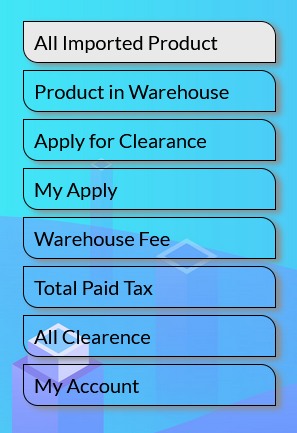 All Imported Product
Product in Warehouse
Apply for Clearance
My Apply
Warehouse Fee
Total Paid Tax
All Clearence
My Account